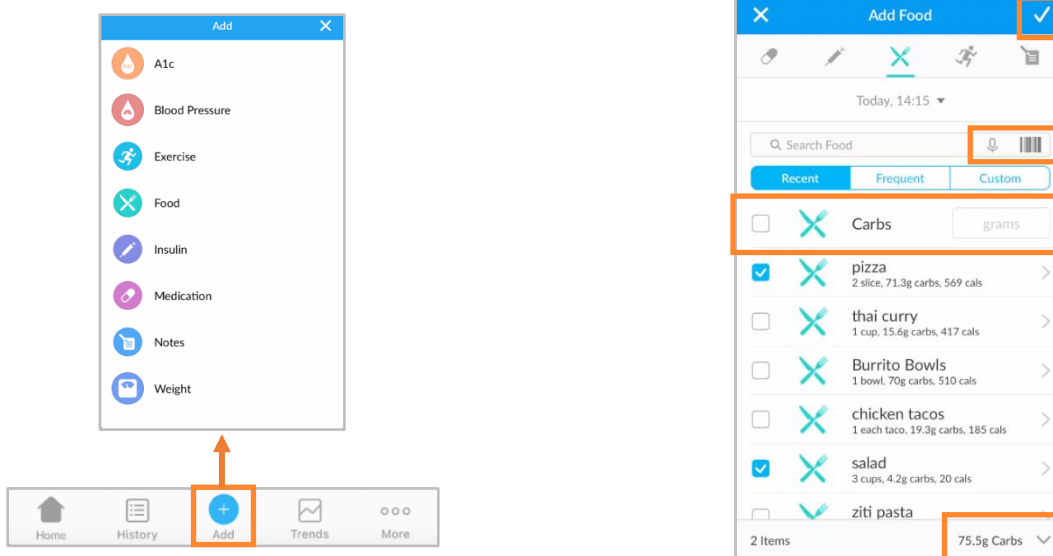 Add
A1c
Blood Pressure
Exercise
Food
Insulin
Medication
Notes
Weight
Home
History
Add
Trends
More
Add Food
Today, 14:15
Search Food
Recent
Frequent
Custom
Carbs
grams
pizza
2 slice, 71.3g carbs, 569 cals
thai curry
1 cup, 15.6g carbs, 417 cals
Burrito Bowls
1 bowl, 70g carbs, 510 cals
chicken tacos
1 each taco, 19.3g carbs, 185 cals
salad
3 cups, 4.2g carbs, 20 cals
ziti pasta
2 Items
75.5g Carbs